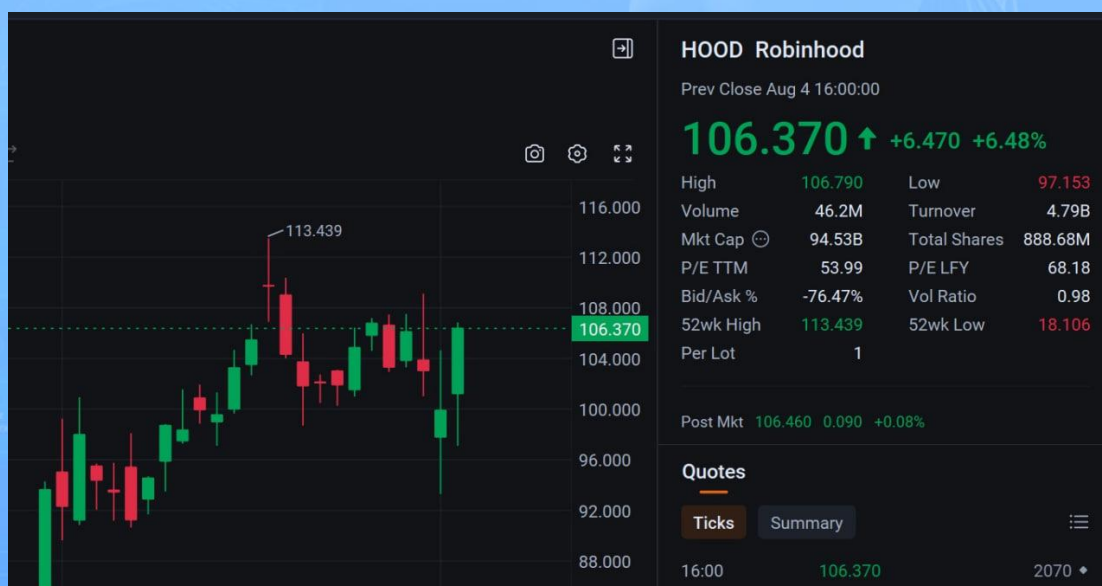 113.439
116.000
112.000
108.000
106.370
104.000
100.000
96.000
92.000
88.000
HOOD Robinhood
Prev Close Aug 4 16:00:00
106.370 +6.470 +6.48%
High 106.790 Low 97.153
Volume 46.2M Turnover 4.79B
Mkt Cap 94.53B Total Shares 888.68M
P/E TTM 53.99 P/E LFY 68.18
Bid/Ask % -76.47% Vol Ratio 0.98
52wk High 113.439 52wk Low 18.106
Per Lot 1
Post Mkt 106.460 0.090 +0.08%
Quotes
Ticks Summary
16:00 106.370 2070